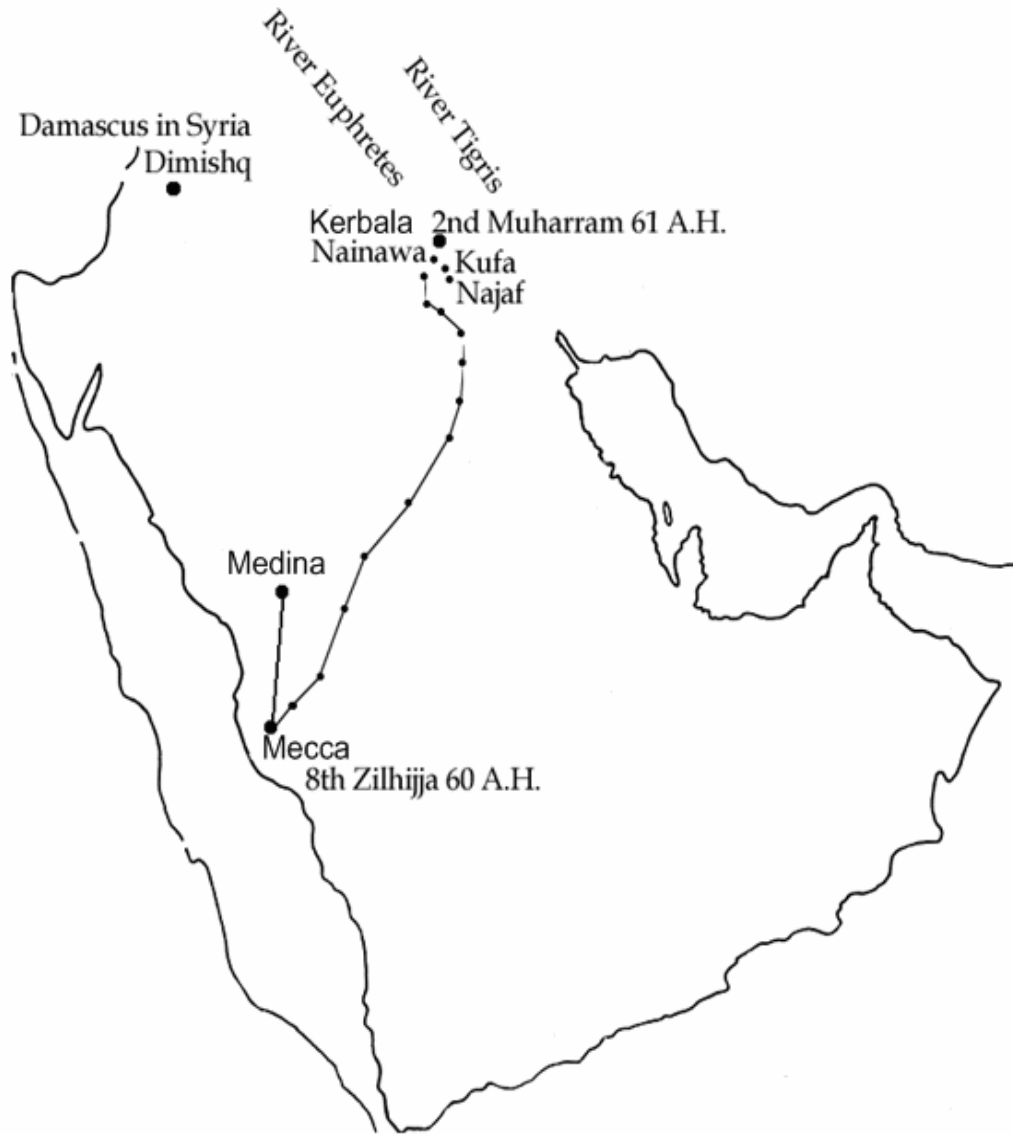 River Euphretes
River Tigris
Damascus in Syria
Dimishq
Kerbala 2nd Muharram 61 A.H.
Nainawa
Kufa
Najaf
Medina
Mecca
8th Zilhijja 60 A.H.